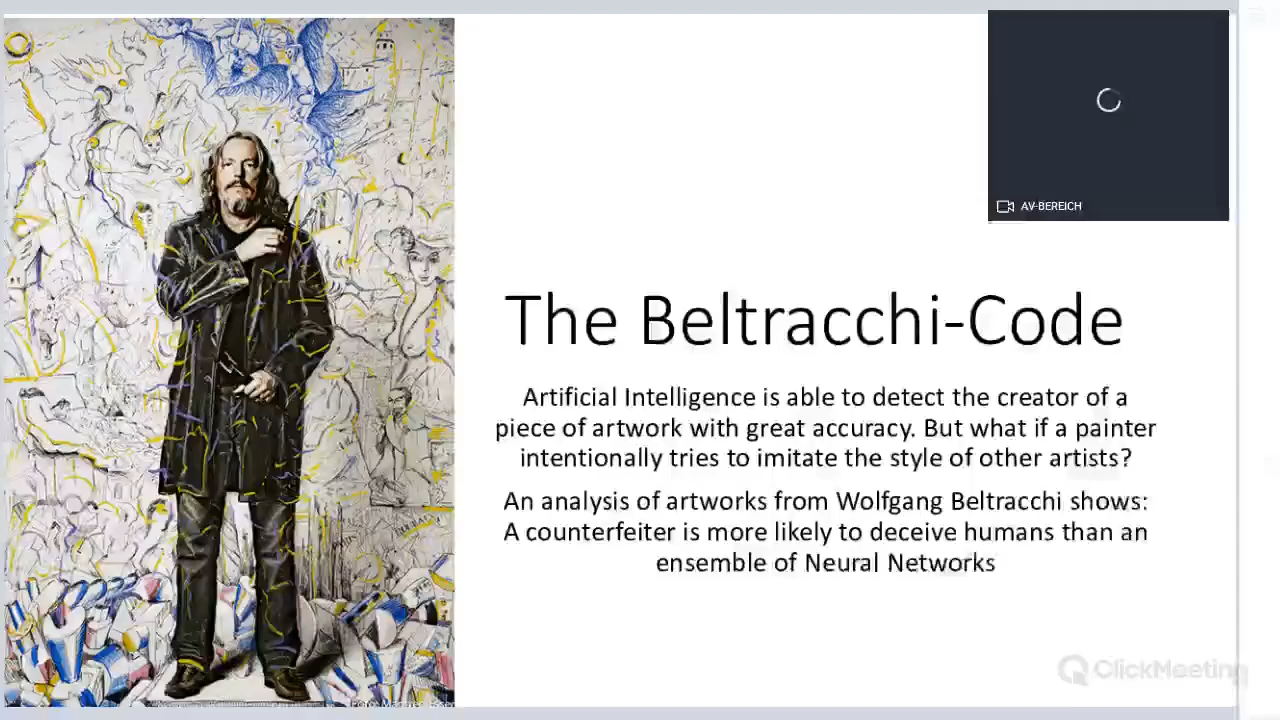 AV-BEREICH
The Beltracchi-Code
Artificial Intelligence is able to detect the creator of a
piece of artwork with great accuracy. But what if a painter
intentionally tries to imitate the style of other artists?
An analysis of artworks from Wolfgang Beltracchi shows:
A counterfeiter is more likely to deceive humans than an
ensemble of Neural Networks
ClickMeeting